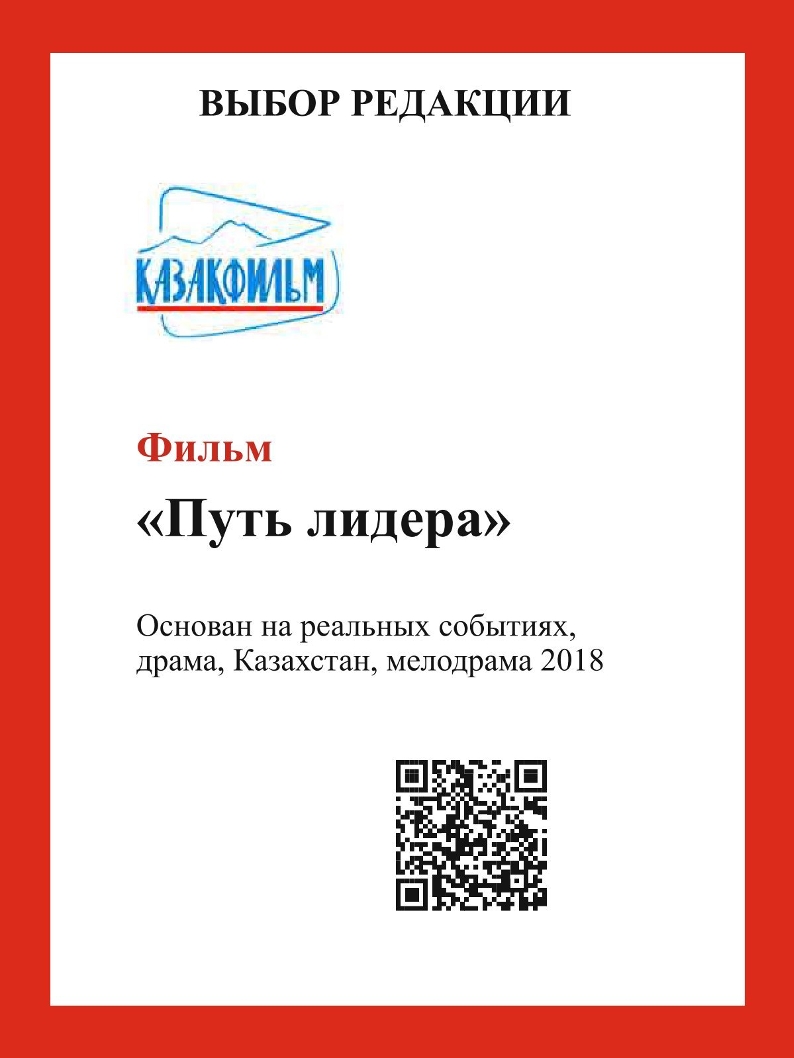 ВЫБОР РЕДАКЦИИ
КАЗАКФИЛЬМ
Фильм
«Путь лидера»
Основан на реальных событиях,
драма, Казахстан, мелодрама 2018